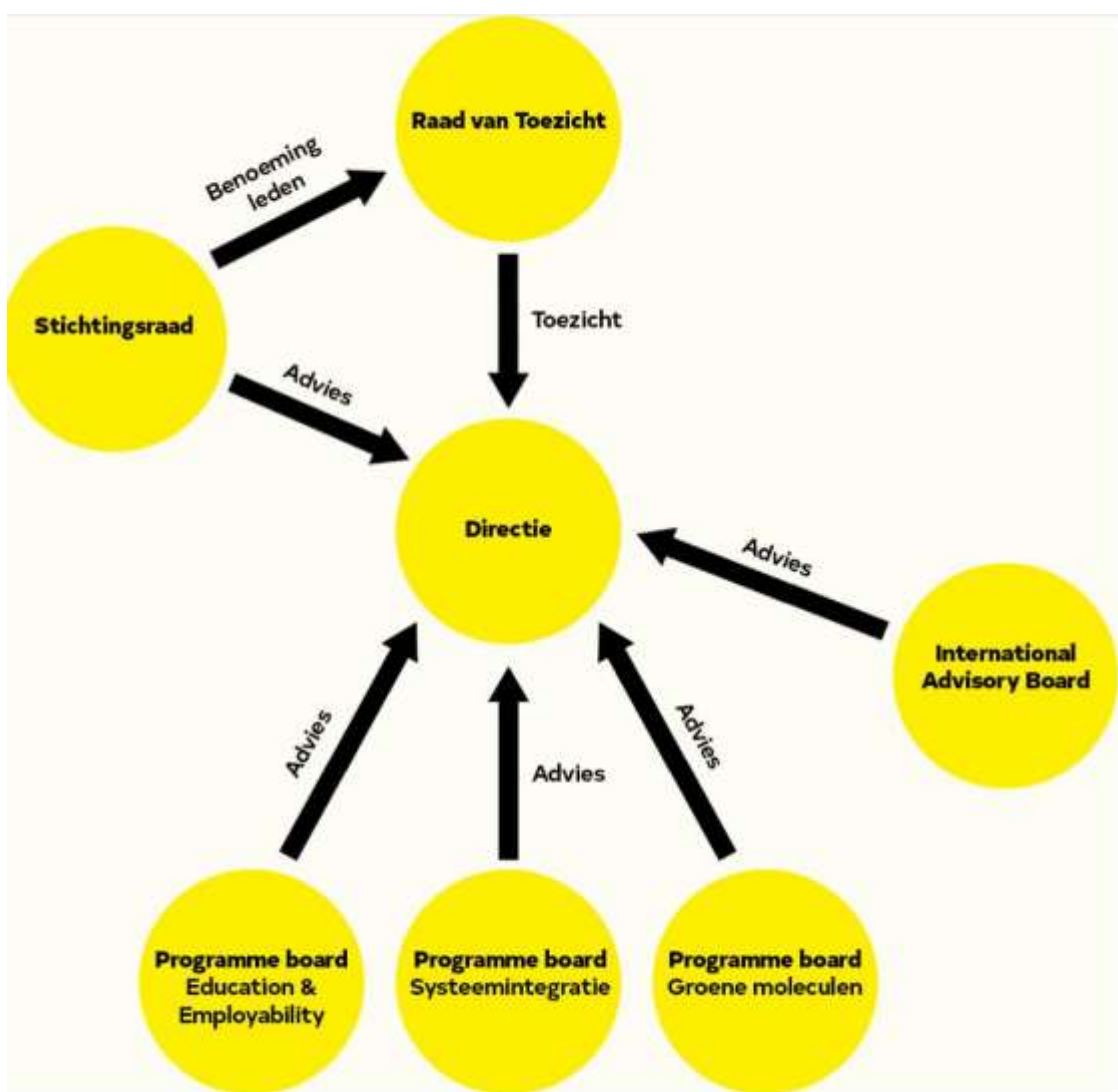 Raad van Toezicht
Benoeming
leden
Stichtingsraad
Toezicht
Advies
Directie
Advies
International
Advisory Board
Advies
Advies
Advies
Programme board
Education &
Employability
Programme board
Systeemintegratie
Programme board
Groene moleculen